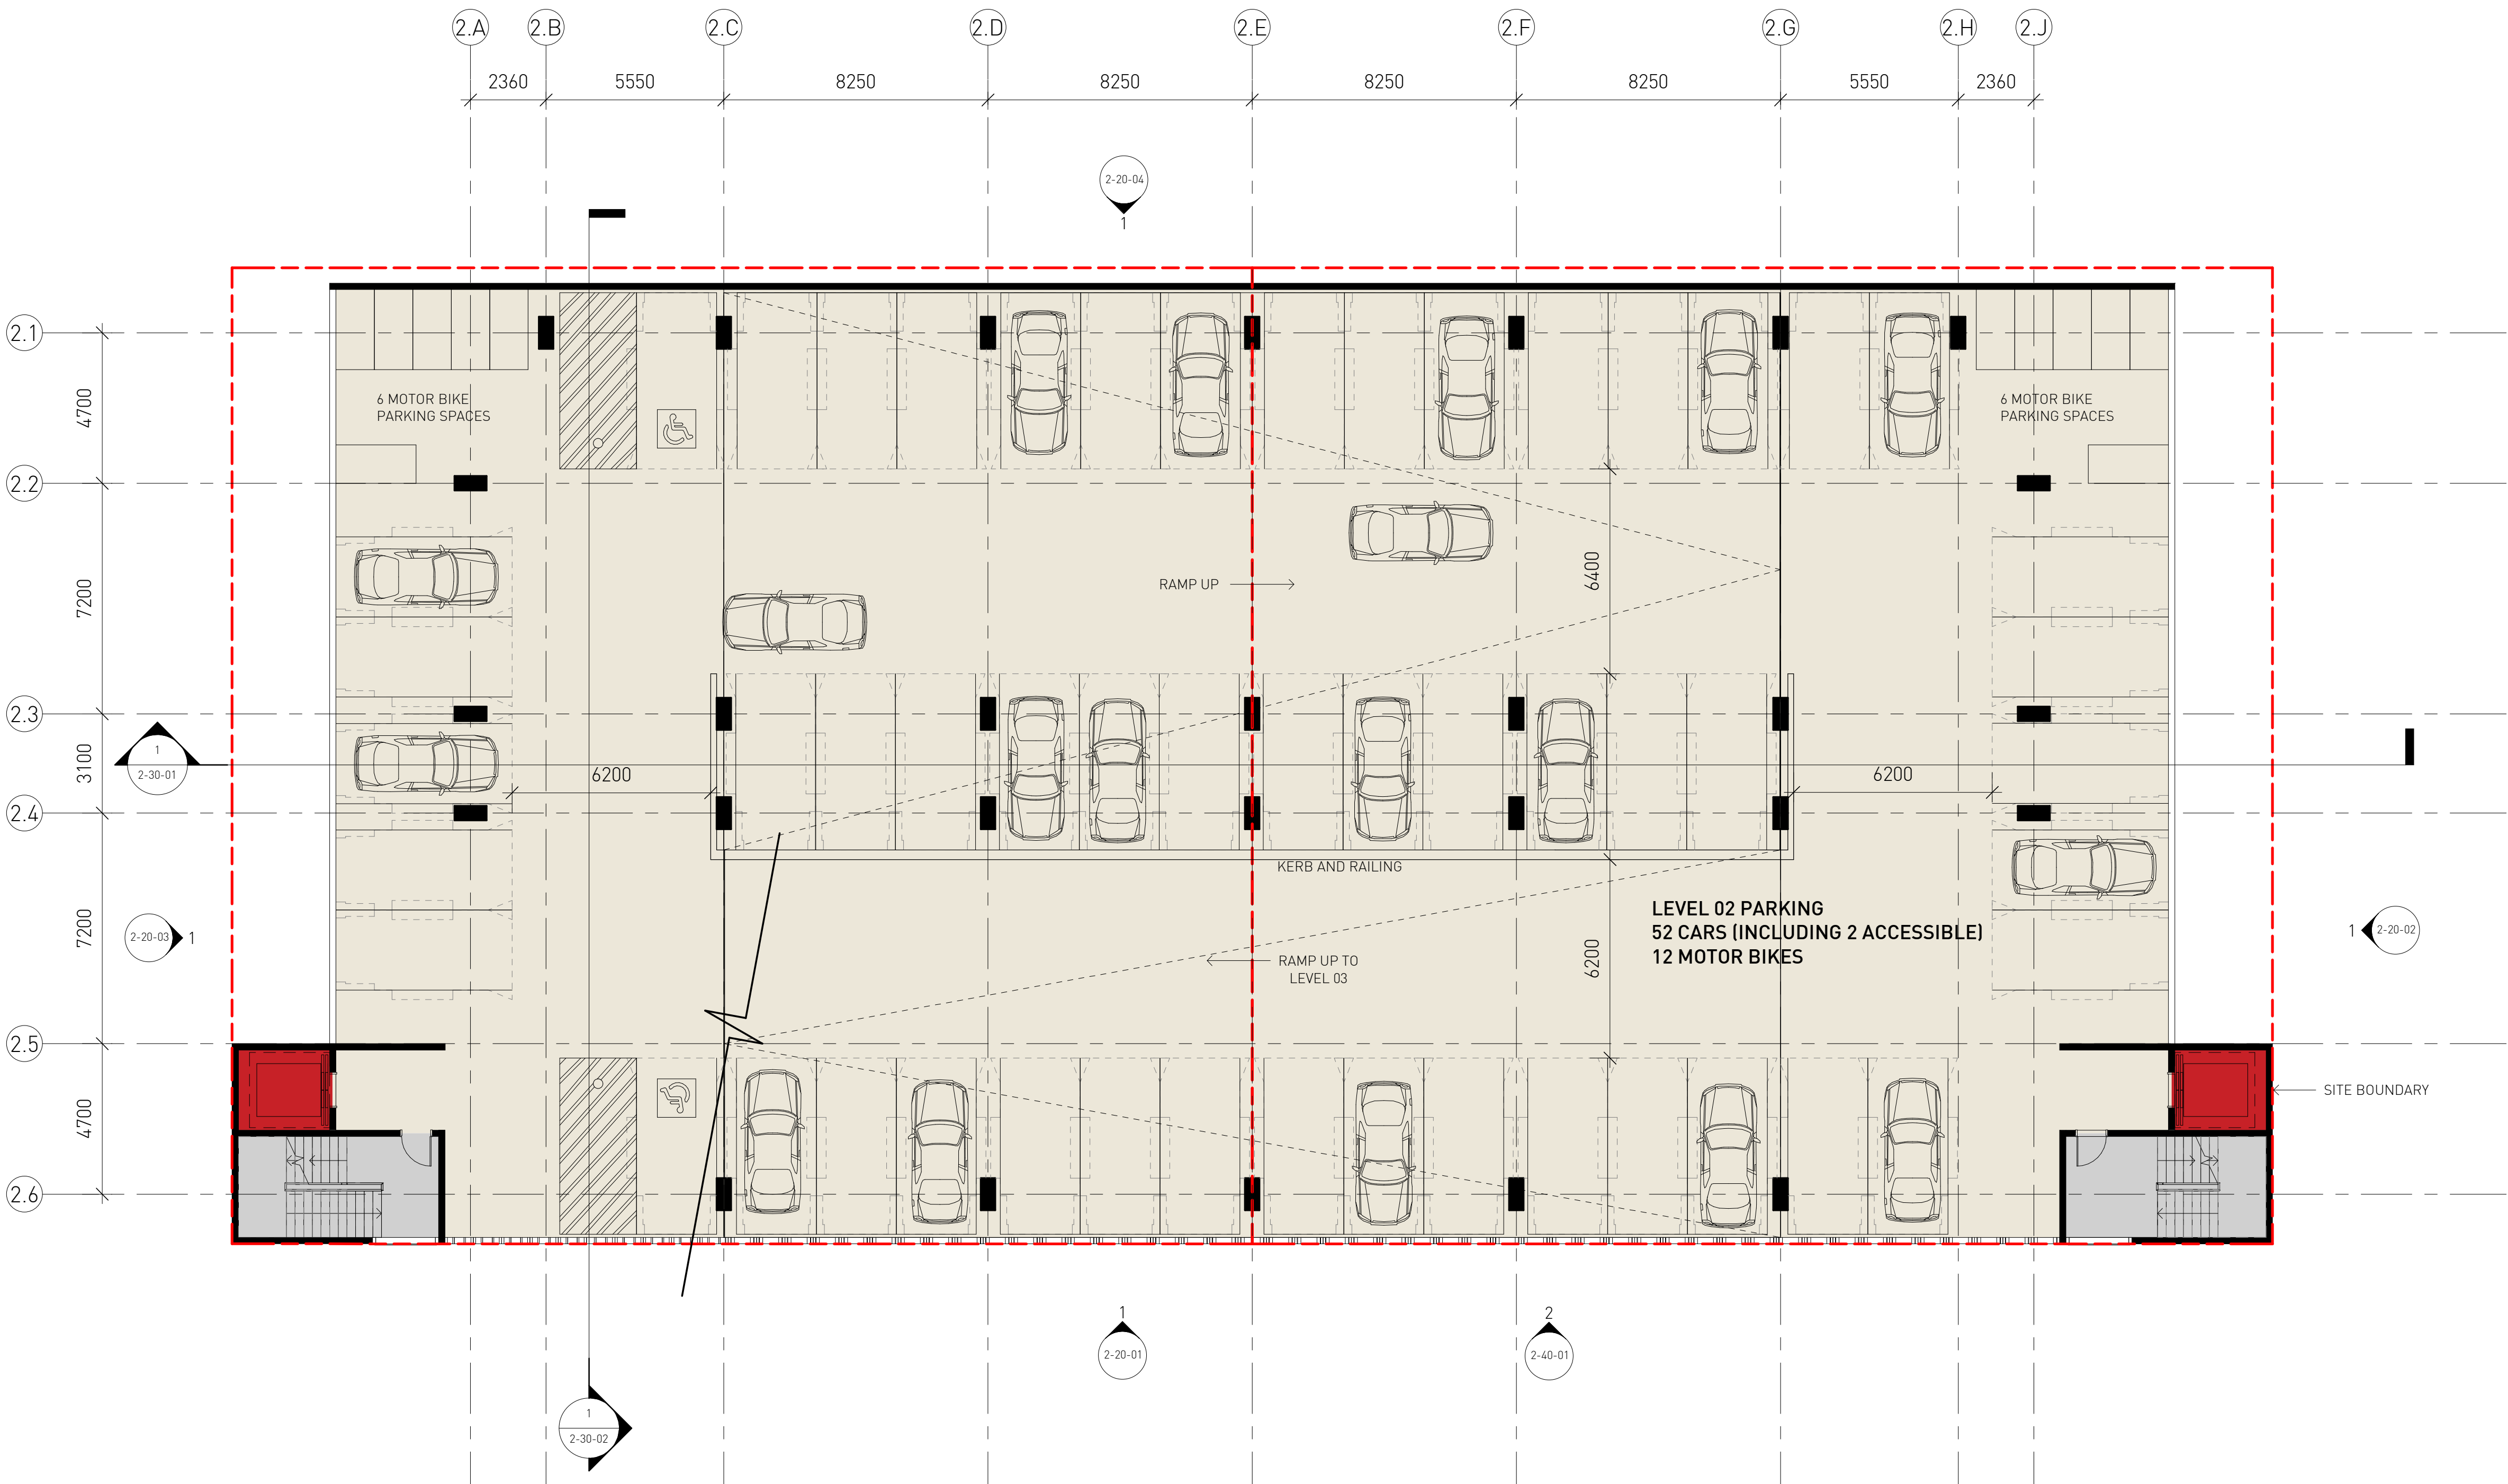 2.A
2.B
2.C
2.D
2.E
2.F
2.G
2.H
2.J
2360
5550
8250
8250
8250
8250
5550
2360
2-20-04
1
2.1
4700
6 MOTOR BIKE
PARKING SPACES
6 MOTOR BIKE
PARKING SPACES
2.2
7200
RAMP UP
6400
2.3
3100
1
2-30-01
6200
6200
2.4
KERB AND RAILING
LEVEL 02 PARKING
52 CARS (INCLUDING 2 ACCESSIBLE)
12 MOTOR BIKES
7200
2-20-03
1
6200
RAMP UP TO
LEVEL 03
1
2-20-02
2.5
4700
SITE BOUNDARY
2.6
1
2-20-01
2
2-40-01
1
2-30-02